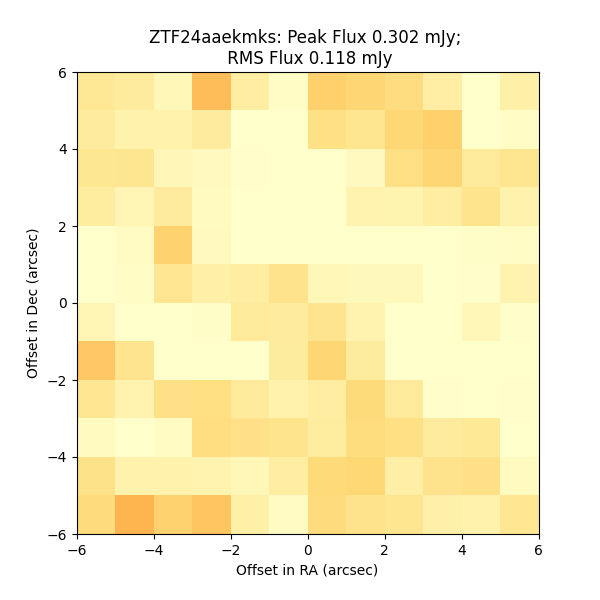 ZTF24aaekmks: Peak Flux 0.302 mJy;
RMS Flux 0.118 mJy
6
4
2
0
−2
−4
−6
Offset in Dec (arcsec)
−6 −4 −2 0 2 4 6
Offset in RA (arcsec)